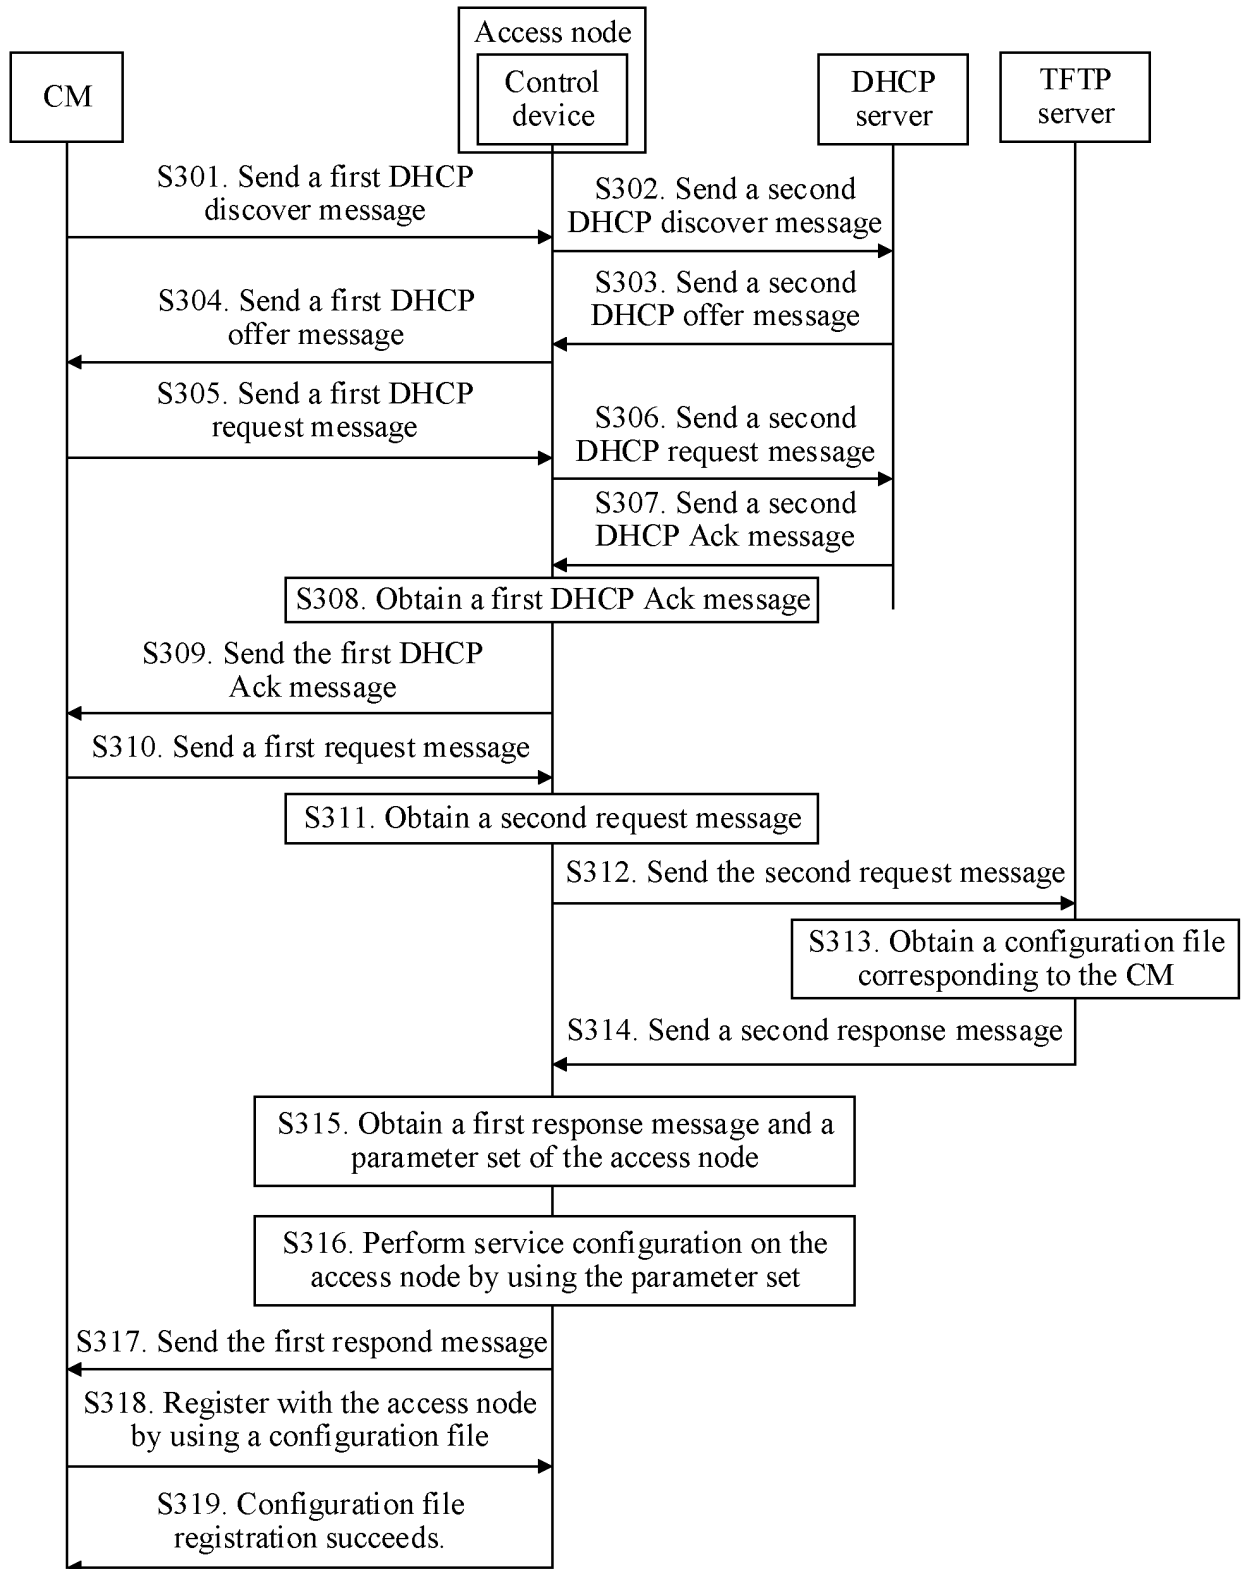 Access node
CM
Control
device
DHCP
server
TFTP
server
S301. Send a first DHCP
discover message
S302. Send a second
DHCP discover message
S303. Send a second
DHCP offer message
S304. Send a first DHCP
offer message
S305. Send a first DHCP
request message
S306. Send a second
DHCP request message
S307. Send a second
DHCP Ack message
S308. Obtain a first DHCP Ack message
S309. Send the first DHCP
Ack message
S310. Send a first request message
S311. Obtain a second request message
S312. Send the second request message
S313. Obtain a configuration file
corresponding to the CM
S314. Send a second response message
S315. Obtain a first response message and a
parameter set of the access node
S316. Perform service configuration on the
access node by using the parameter set
S317. Send the first respond message
S318. Register with the access node
by using a configuration file
S319. Configuration file
registration succeeds.